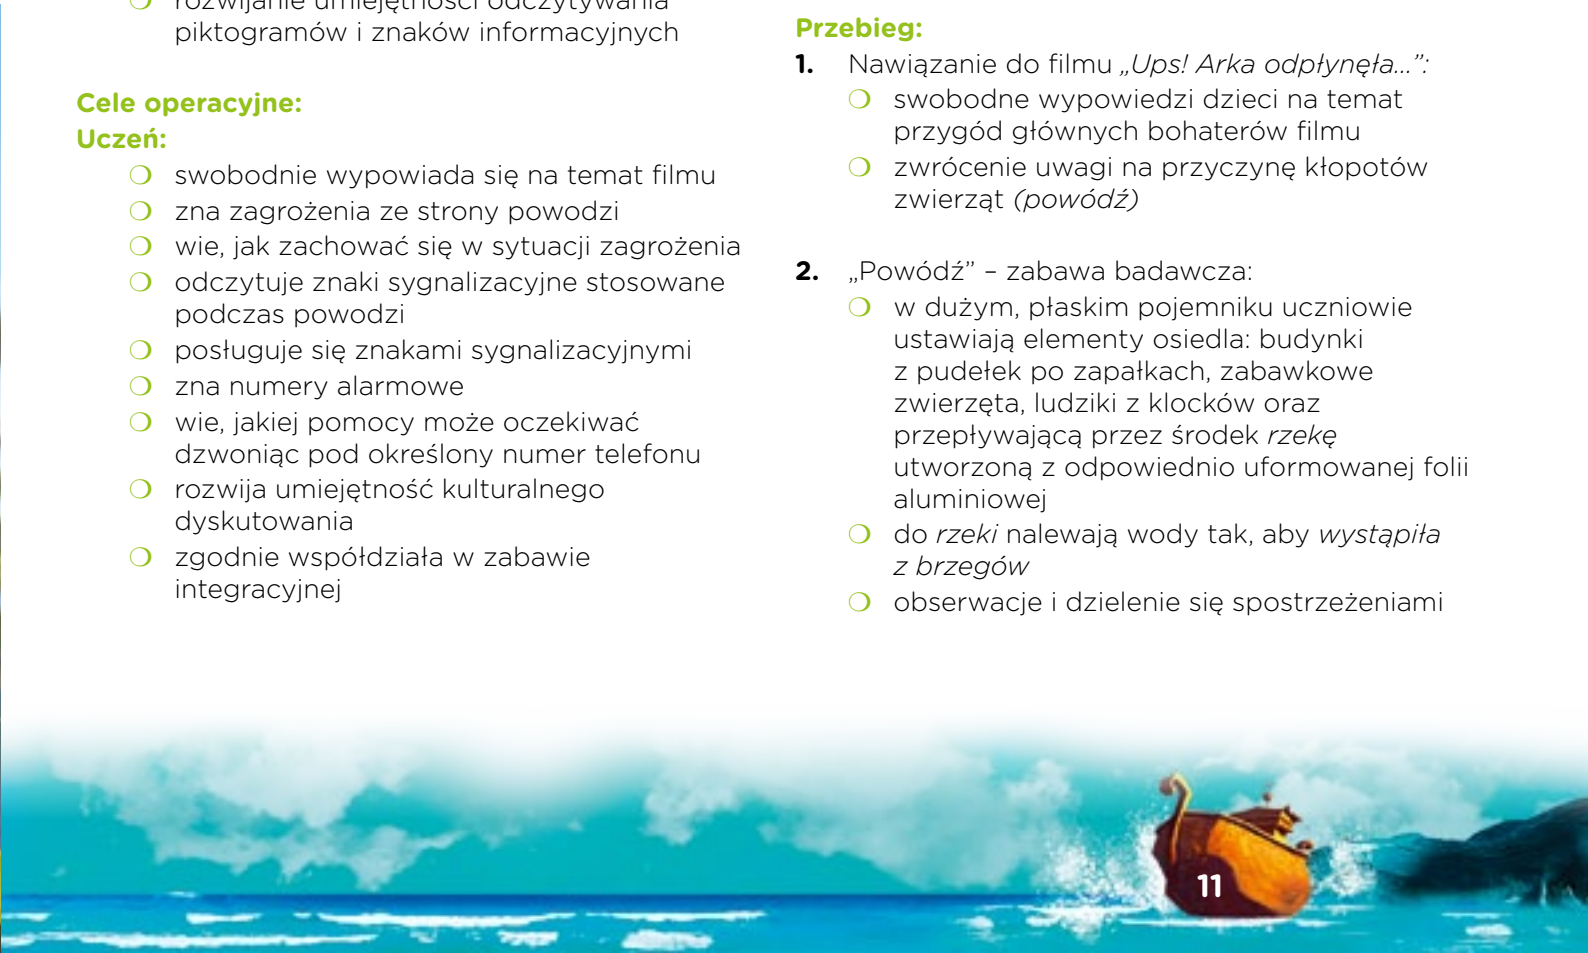 rozwijanie umiejętności odczytywania
piktogramów i znaków informacyjnych
Cele operacyjne:
Uczeń:
❍ swobodnie wypowiada się na temat filmu
❍ zna zagrożenia ze strony powodzi
❍ wie, jak zachować się w sytuacji zagrożenia
❍ odczytuje znaki sygnalizacyjne stosowane
podczas powodzi
❍ posługuje się znakami sygnalizacyjnymi
❍ zna numery alarmowe
❍ wie, jakiej pomocy może oczekiwać
dzwoniąc pod określony numer telefonu
❍ rozwija umiejętność kulturalnego
dyskutowania
❍ zgodnie współdziała w zabawie
integracyjnej
Przebieg:
1. Nawiązanie do filmu „Ups! Arka odpłynęła...”:
❍ swobodne wypowiedzi dzieci na temat
przygód głównych bohaterów filmu
❍ zwrócenie uwagi na przyczynę kłopotów
zwierząt (powódź)
2. „Powódź” – zabawa badawcza:
❍ w dużym, płaskim pojemniku uczniowie
ustawiają elementy osiedla: budynki
z pudełek po zapałkach, zabawkowe
zwierzęta, ludziki z klocków oraz
przepływającą przez środek rzekę
utworzoną z odpowiednio uformowanej folii
aluminiowej
❍ do rzeki nalewają wody tak, aby wystąpiła
z brzegów
❍ obserwacje i dzielenie się spostrzeżeniami
11